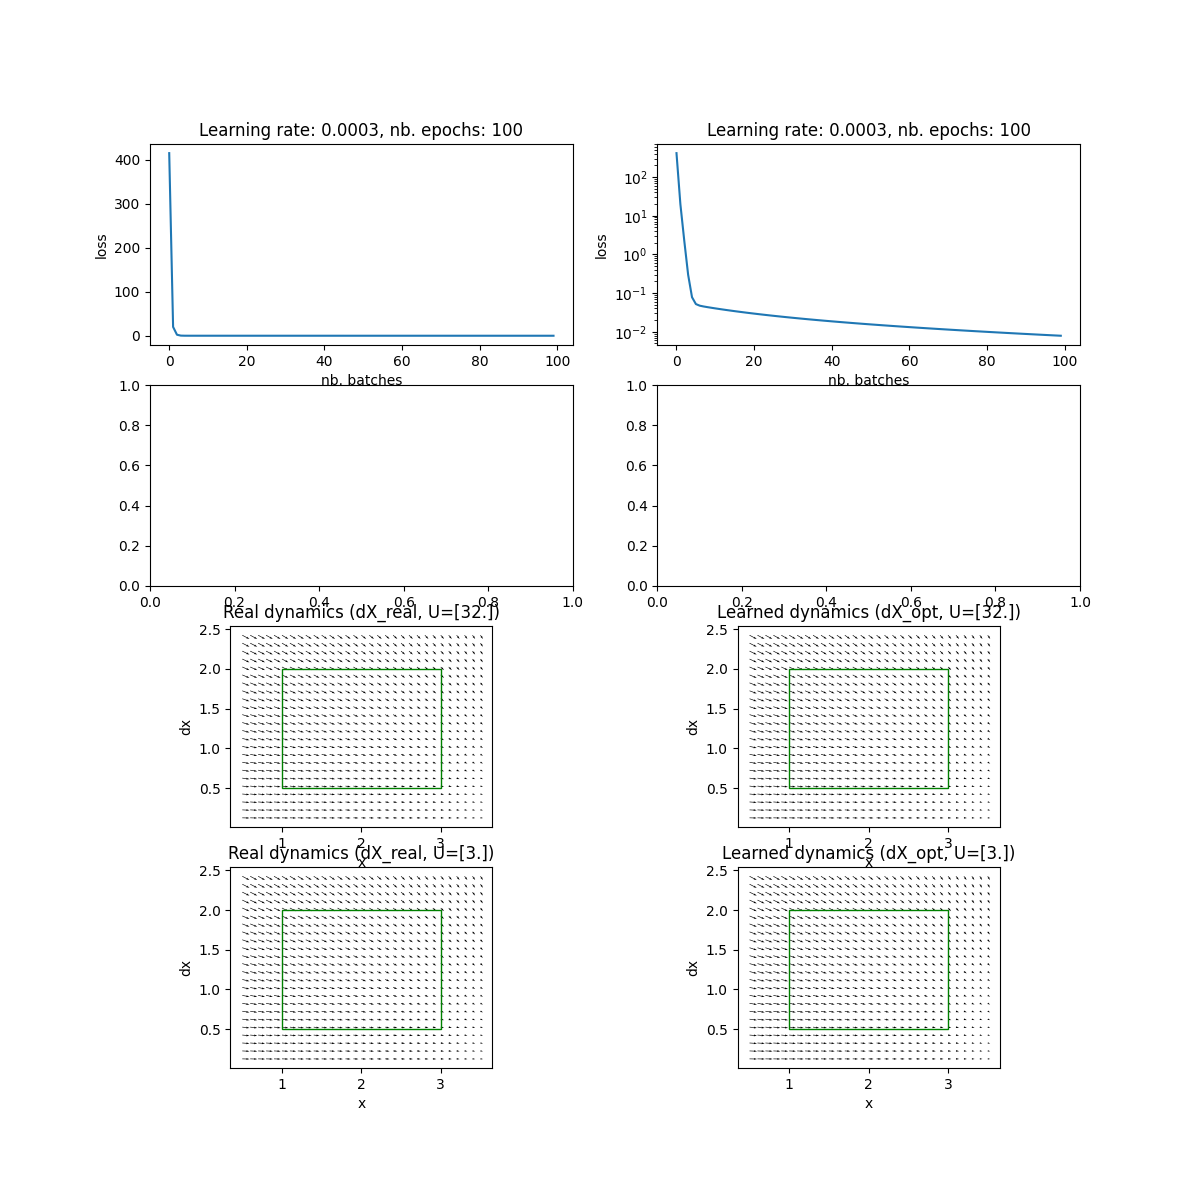 Learning rate: 0.0003, nb. epochs: 100
400
300
200
100
0
loss
0 20 40 60 80 100
nb. batches
Learning rate: 0.0003, nb. epochs: 100
10²
10¹
10⁰
10⁻¹
10⁻²
loss
0 20 40 60 80 100
nb. batches
1.0
0.8
0.6
0.4
0.2
0.0
0.0 0.2 0.4 0.6 0.8 1.0
1.0
0.8
0.6
0.4
0.2
0.0
0.0 0.2 0.4 0.6 0.8 1.0
Real dynamics (dX_real, U=[32.])
2.5
2.0
1.5
1.0
0.5
dx
1 2 3
x
Learned dynamics (dX_opt, U=[32.])
2.5
2.0
1.5
1.0
0.5
dx
1 2 3
x
Real dynamics (dX_real, U=[3.])
2.5
2.0
1.5
1.0
0.5
dx
1 2 3
x
Learned dynamics (dX_opt, U=[3.])
2.5
2.0
1.5
1.0
0.5
dx
1 2 3
x